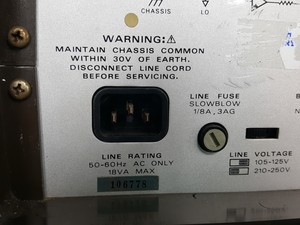 CHASSIS
LO
WARNING:
MAINTAIN CHASSIS COMMON
WITHIN 30V OF EARTH.
DISCONNECT LINE CORD
BEFORE SERVICING.
LINE FUSE
SLOWBLOW
1/8A, 3AG
LINE RATING
50-60Hz AC ONLY
18VA MAX
LINE VOLTAGE
105-125V
210-250V